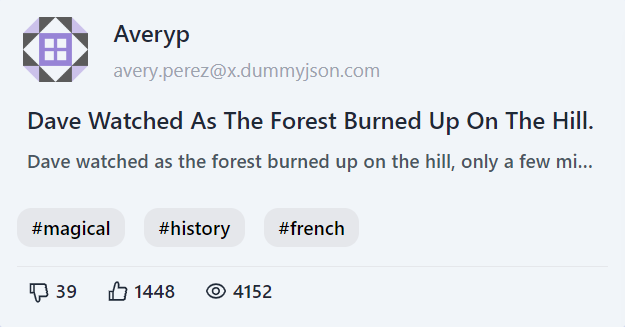 Averyp
avery.perez@x.dummyjson.com
Dave Watched As The Forest Burned Up On The Hill.
Dave watched as the forest burned up on the hill, only a few mi...
#magical #history #french
39 1448 4152